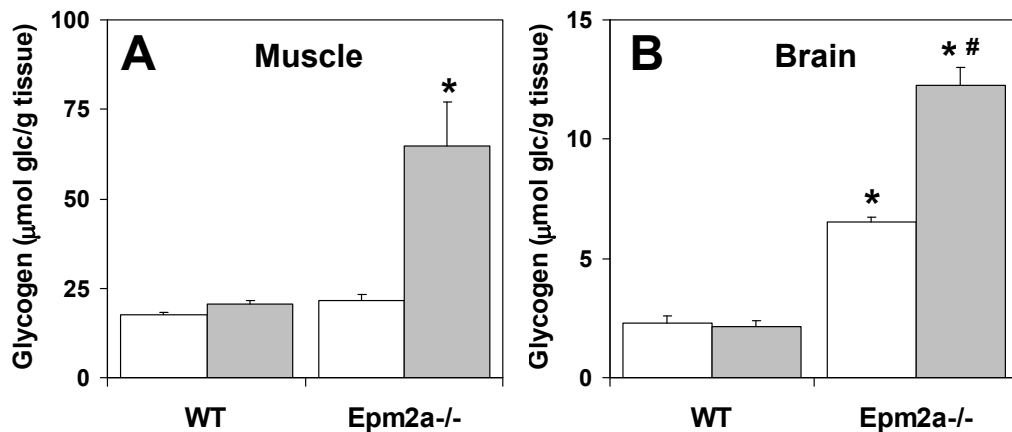 A Muscle
*
Glycogen (μmol glc/g tissue)
100
75
50
25
0
WT Epm2a-/-
B Brain
* #
*
Glycogen (μmol glc/g tissue)
15
10
5
0
WT Epm2a-/-